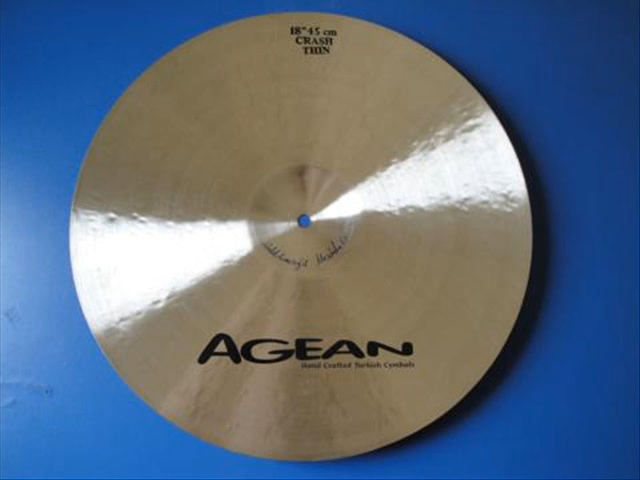 18" 45 cm
CRASH
THIN
AGEAN
Hand Crafted Turkish Cymbals